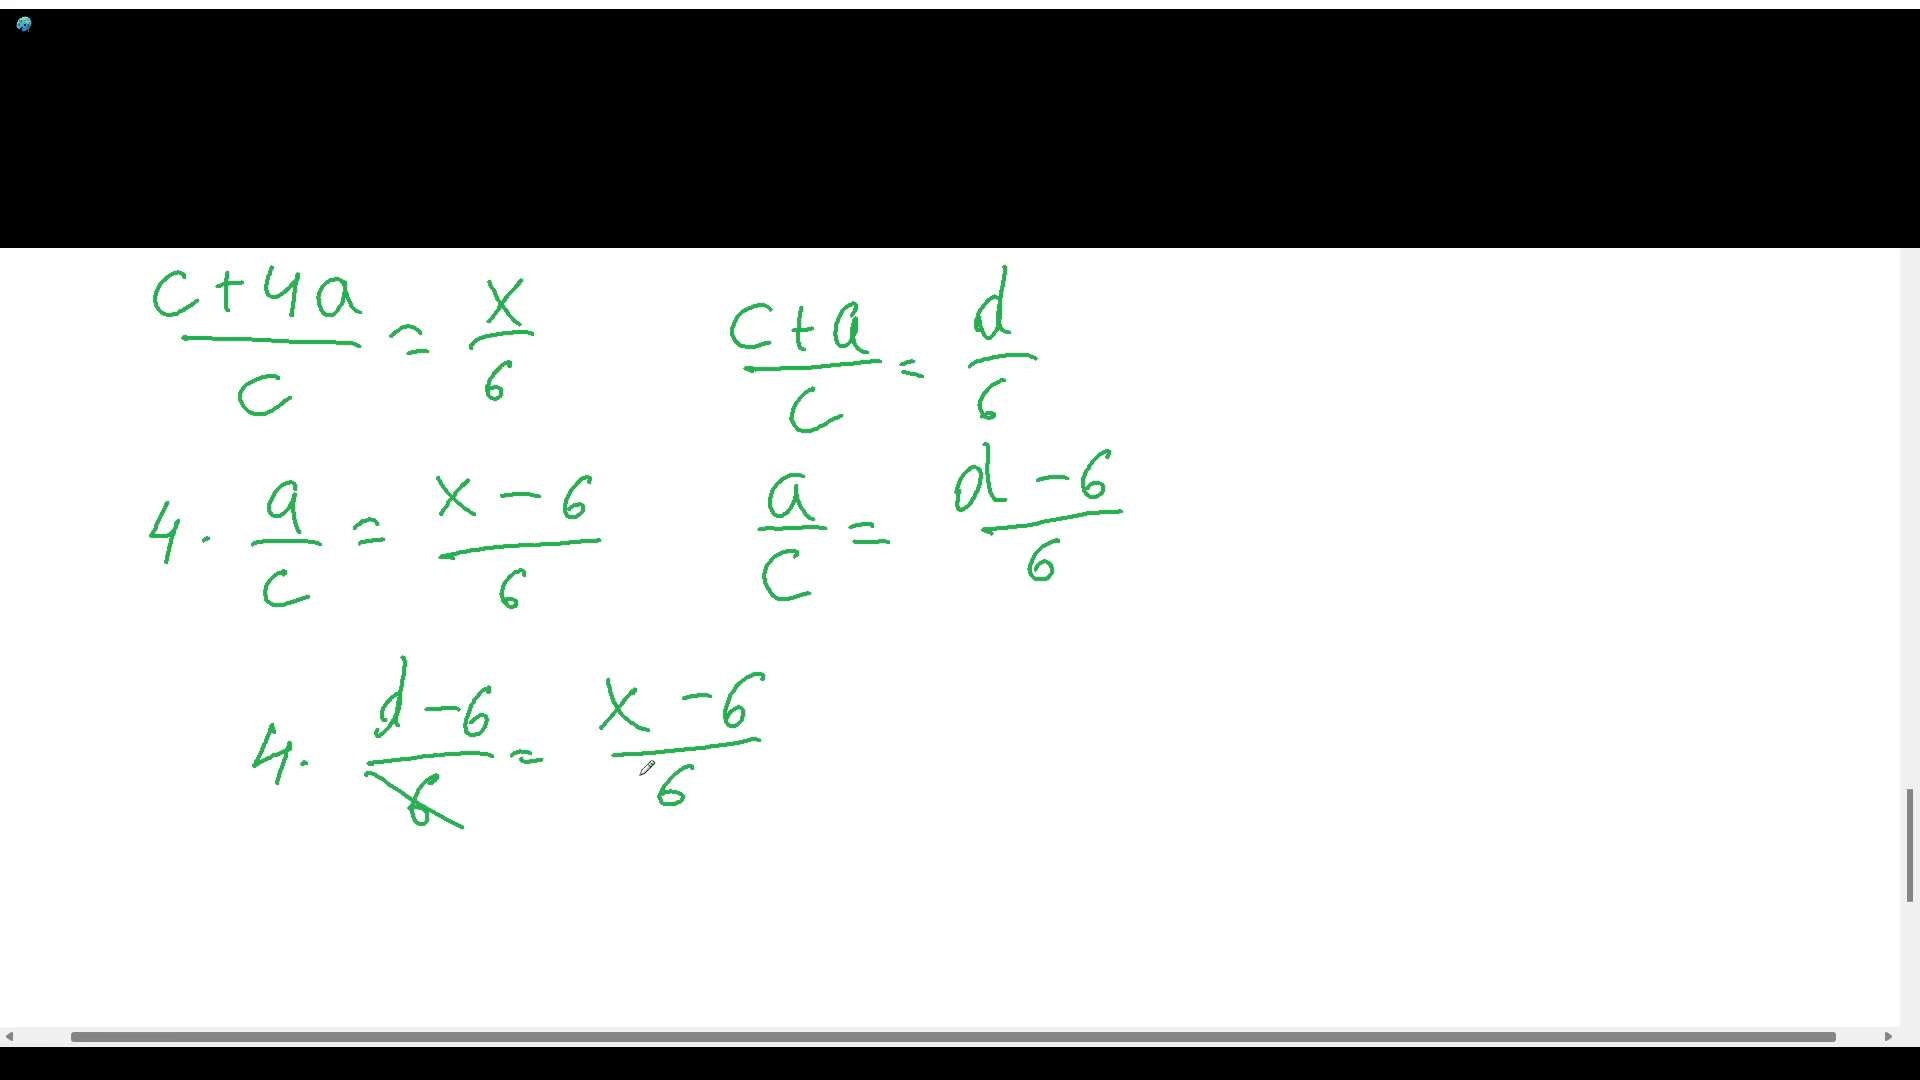 (c+4a)/c = x/6
(c+a)/c = d/6
4 · a/c = (x-6)/6
a/c = (d-6)/6
4 · (d-6)/6 = (x-6)/6